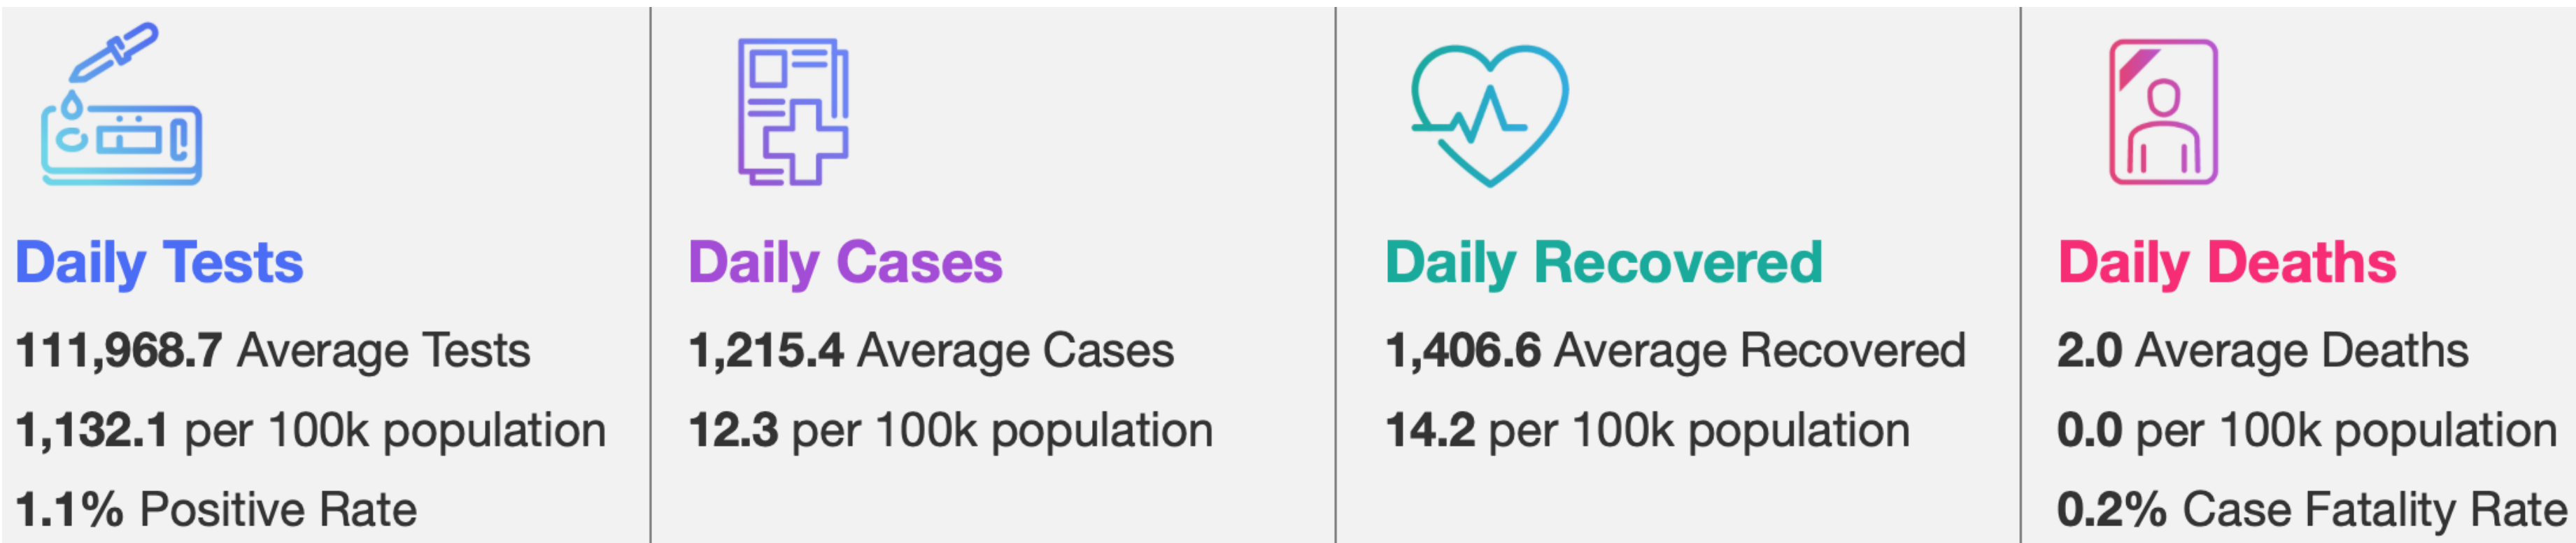 Daily Tests
111,968.7 Average Tests
1,132.1 per 100k population
1.1% Positive Rate
Daily Cases
1,215.4 Average Cases
12.3 per 100k population
Daily Recovered
1,406.6 Average Recovered
14.2 per 100k population
Daily Deaths
2.0 Average Deaths
0.0 per 100k population
0.2% Case Fatality Rate